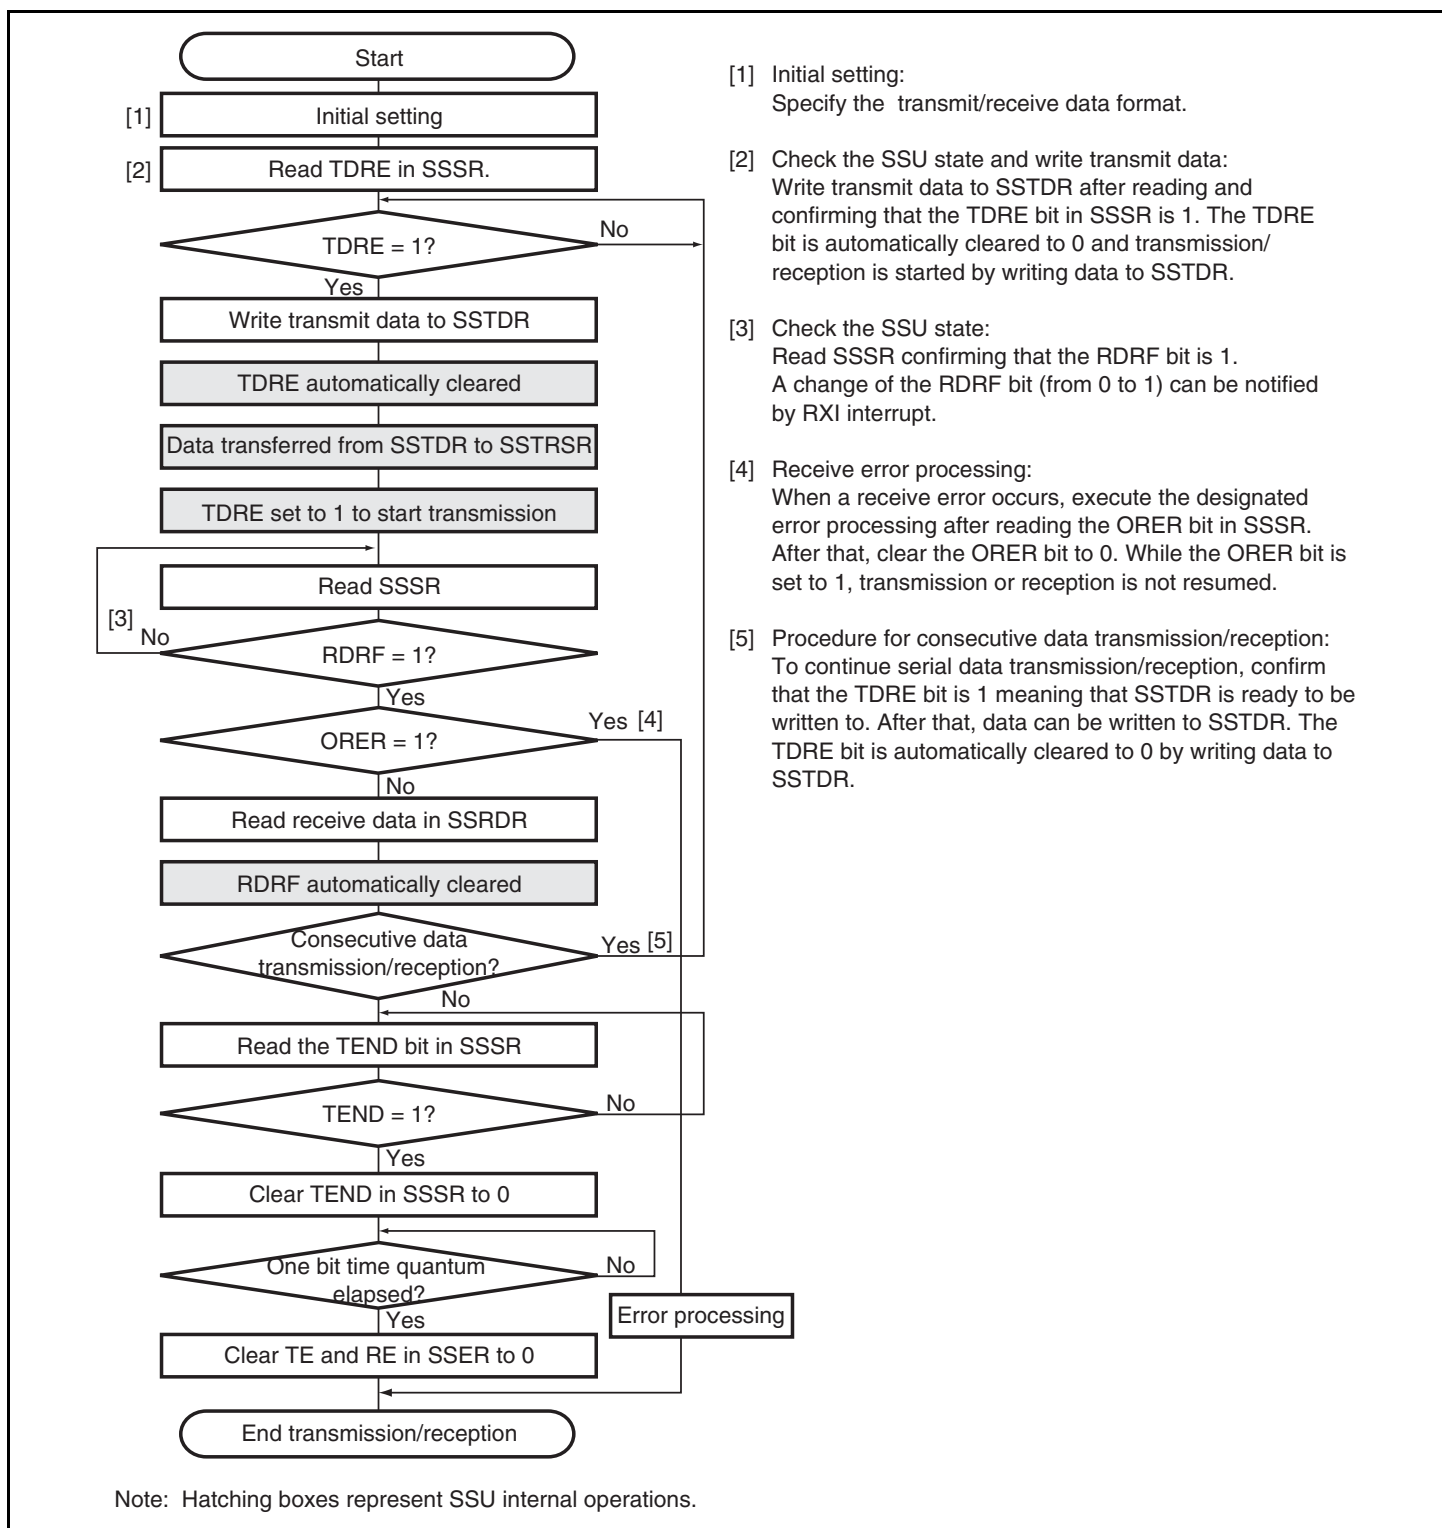 Start
[1] Initial setting
[2] Read TDRE in SSSR.
TDRE = 1?
No
Yes
Write transmit data to SSTDR
TDRE automatically cleared
Data transferred from SSTDR to SSTRSR
TDRE set to 1 to start transmission
Read SSSR
[3]
No
RDRF = 1?
Yes
Yes [4]
ORER = 1?
No
Read receive data in SSRDR
RDRF automatically cleared
Consecutive data
transmission/reception?
Yes [5]
No
Read the TEND bit in SSSR
TEND = 1?
No
Yes
Clear TEND in SSSR to 0
One bit time quantum
elapsed?
No
Yes
Error processing
Clear TE and RE in SSER to 0
End transmission/reception
[1] Initial setting:
Specify the transmit/receive data format.
[2] Check the SSU state and write transmit data:
Write transmit data to SSTDR after reading and
confirming that the TDRE bit in SSSR is 1. The TDRE
bit is automatically cleared to 0 and transmission/
reception is started by writing data to SSTDR.
[3] Check the SSU state:
Read SSSR confirming that the RDRF bit is 1.
A change of the RDRF bit (from 0 to 1) can be notified
by RXI interrupt.
[4] Receive error processing:
When a receive error occurs, execute the designated
error processing after reading the ORER bit in SSSR.
After that, clear the ORER bit to 0. While the ORER bit is
set to 1, transmission or reception is not resumed.
[5] Procedure for consecutive data transmission/reception:
To continue serial data transmission/reception, confirm
that the TDRE bit is 1 meaning that SSTDR is ready to be
written to. After that, data can be written to SSTDR. The
TDRE bit is automatically cleared to 0 by writing data to
SSTDR.
Note: Hatching boxes represent SSU internal operations.